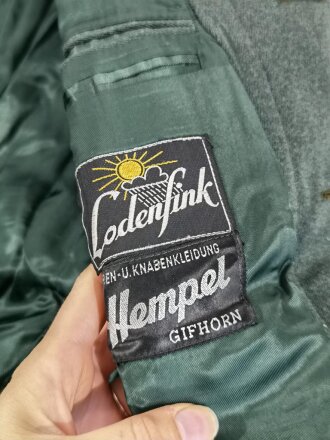 Lodenfink
EN-U. KNABENKLEIDUNG
Hempel
GIFHORN